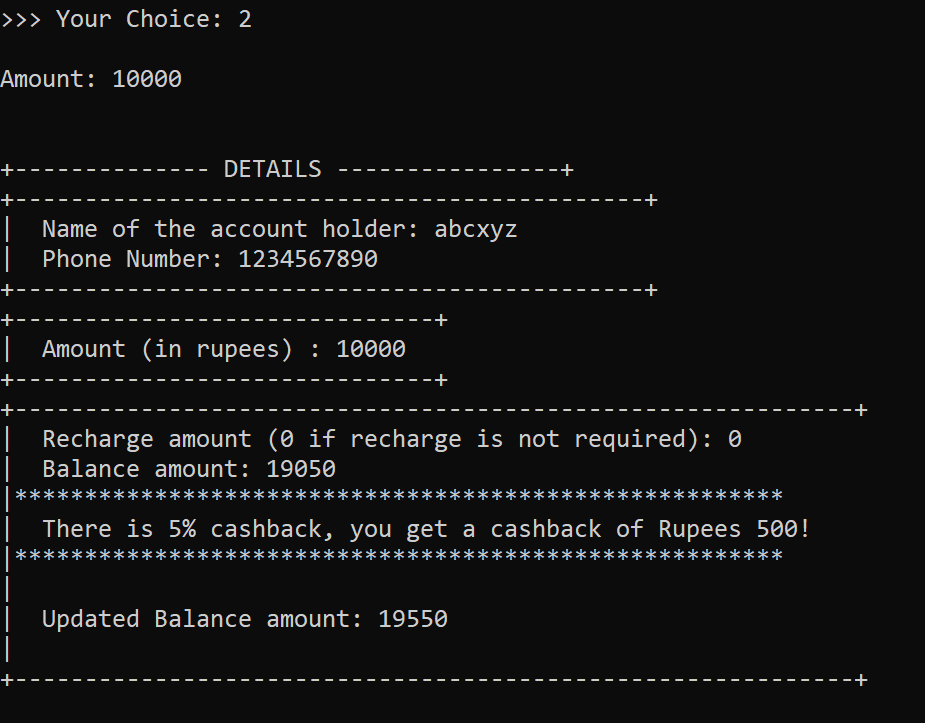 >>> Your Choice: 2
Amount: 10000
+-------------- DETAILS ----------------+
+---------------------------------------------+
|  Name of the account holder: abcxyz
|  Phone Number: 1234567890
+---------------------------------------------+
+------------------------------+
|  Amount (in rupees) : 10000
+------------------------------+
+------------------------------------------------------------+
|  Recharge amount (0 if recharge is not required): 0
|  Balance amount: 19050
|*******************************************************
|  There is 5% cashback, you get a cashback of Rupees 500!
|*******************************************************
|
|  Updated Balance amount: 19550
|
+------------------------------------------------------------+